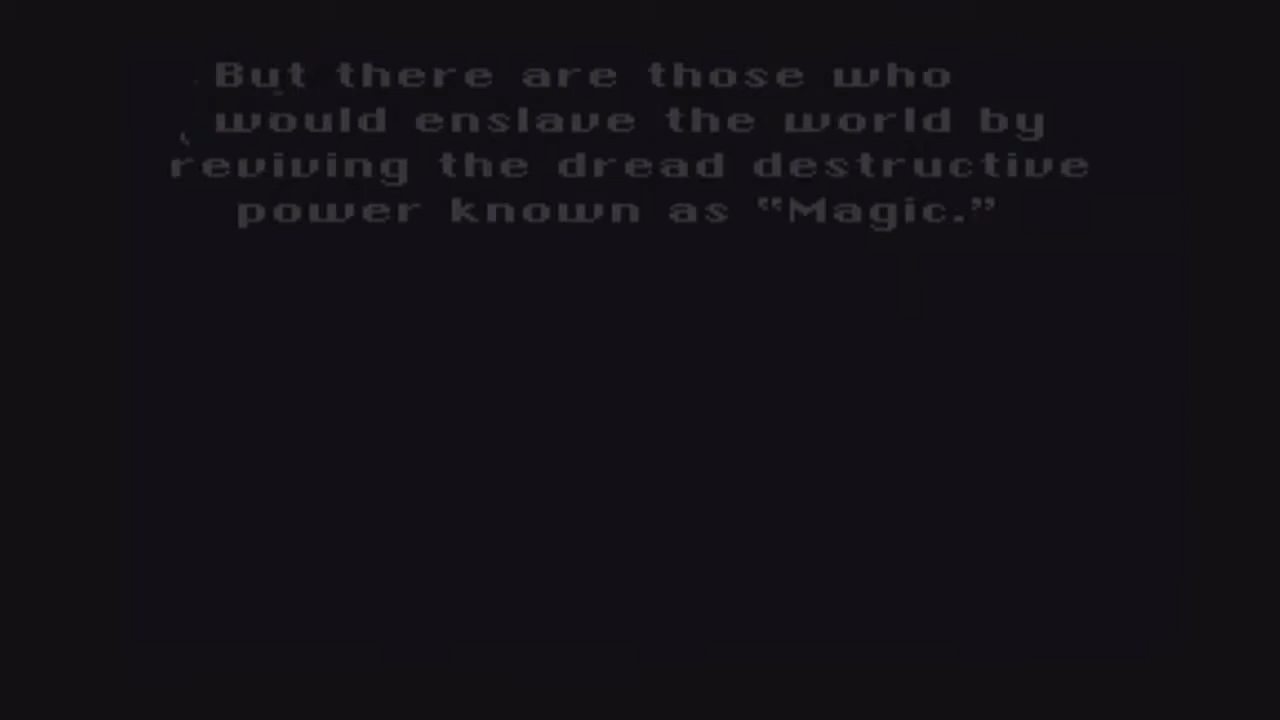 But there are those who
would enslave the world by
reviving the dread destructive
power known as “Magic.”